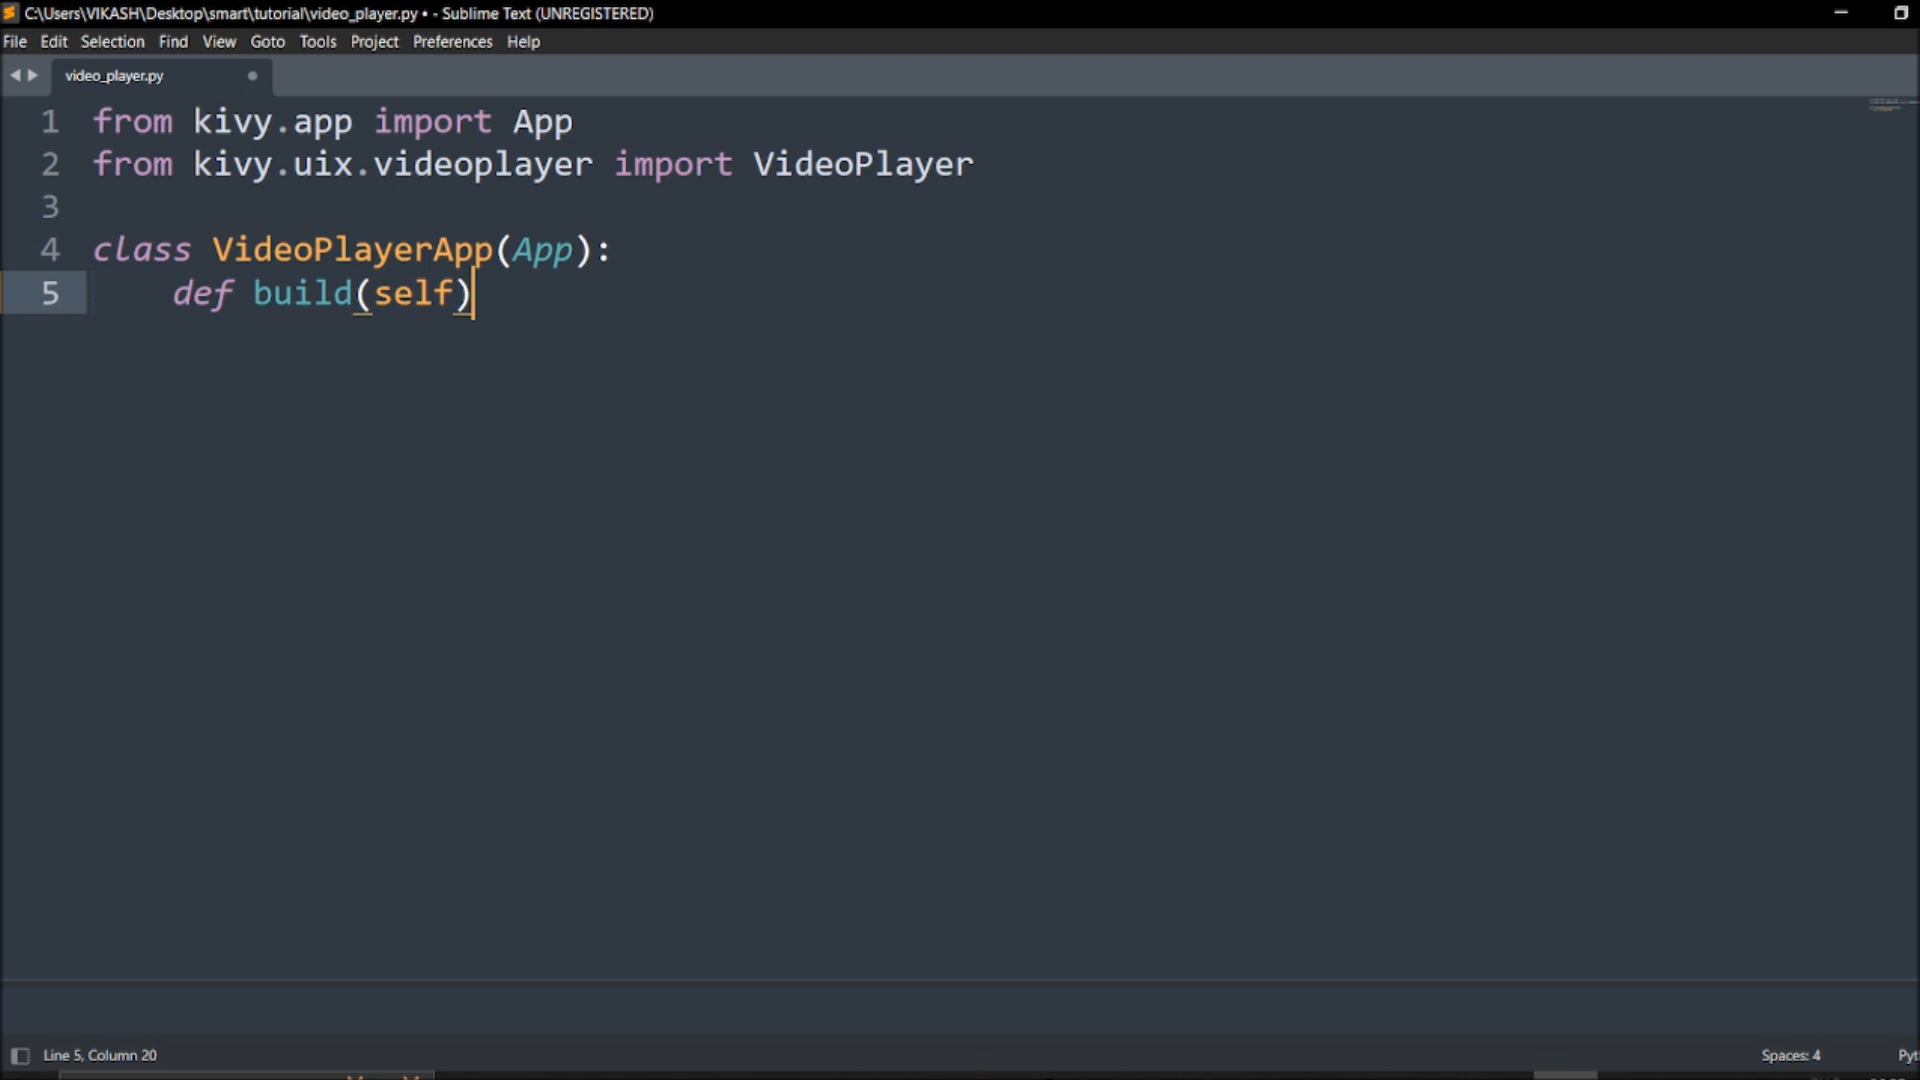 C:\Users\VIKASH\Desktop\smart\tutorial\video_player.py • - Sublime Text (UNREGISTERED)
File Edit Selection Find View Goto Tools Project Preferences Help
video_player.py
1 from kivy.app import App
2 from kivy.uix.videoplayer import VideoPlayer
3
4 class VideoPlayerApp(App):
5 def build(self)
Line 5, Column 20 Spaces: 4